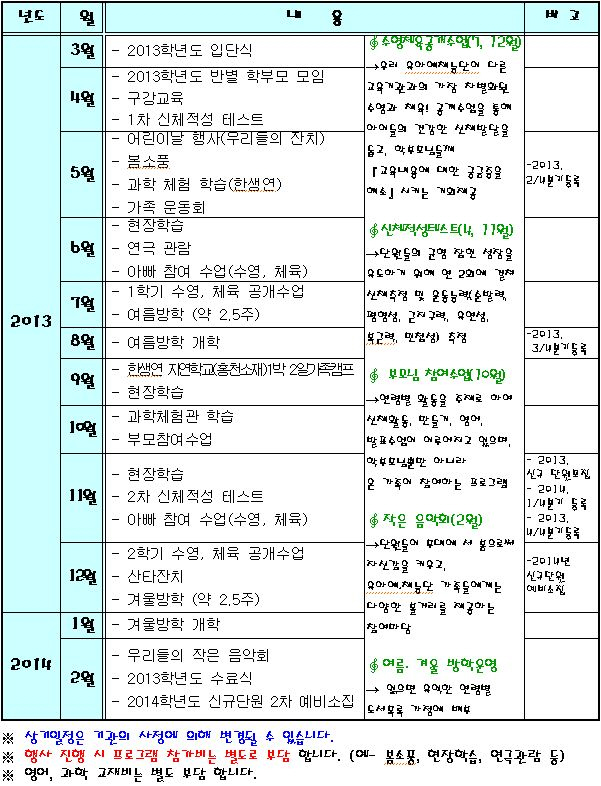 년도 월 내 용 비 고
2013
3월
- 2013학년도 입단식
4월
- 2013학년도 반별 학부모 모임
- 구강교육
- 1차 신체적성 테스트
5월
- 어린이날 행사(우리들의 잔치)
- 봄소풍
- 과학 체험 학습(한생연)
- 가족 운동회
-2013.
2/4분기등록
6월
- 현장학습
- 연극 관람
- 아빠 참여 수업(수영, 체육)
7월
- 1학기 수영, 체육 공개수업
- 여름방학 (약 2.5주)
8월
- 여름방학 개학
-2013.
3/4분기등록
9월
- 한생연 자연학교(홍천소재)1박 2일가족캠프
- 현장학습
10월
- 과학체험관 학습
- 부모참여수업
11월
- 현장학습
- 2차 신체적성 테스트
- 아빠 참여 수업(수영, 체육)
- 2013.
신규 단원모집
- 2014.
1/4분기 등록
- 2013.
4/4분기등록
12월
- 2학기 수영, 체육 공개수업
- 산타잔치
- 겨울방학 (약 2.5주)
-2014년
신규단원
예비소집
2014
1월
- 겨울방학 개학
2월
- 우리들의 작은 음악회
- 2013학년도 수료식
- 2014학년도 신규단원 2차 예비소집
∮수영체육공개수업(7, 12월)
→우리 유아예체능단이 다른
교육기관과의 가장 차별화된
수영과 체육! 공개수업을 통해
아이들의 건강한 신체발달을
돕고, 학부모님들께
『교육내용에 대한 궁금증을
해소』시키는 기회제공
∮신체적성테스트(4, 11월)
→단원들의 균형 잡힌 성장을
유도하기 위해 연 2회에 걸쳐
신체측정 및 운동능력(순발력,
평형성, 근지구력, 유연성,
복근력, 민첩성) 측정
∮ 부모님 참여수업(10월)
→연령별 활동을 주제로 하여
신체활동, 만들기, 영어,
발표수업이 이루어지고 있으며,
학부모님뿐만 아니라
온 가족이 참여하는 프로그램
∮ 작은 음악회(2월)
→단원들이 무대에 서 봄으로써
자신감을 키우고,
유아예.체능단 가족들에게는
다양한 볼거리를 제공하는
참여마당
∮여름. 겨울 방학운영
→ 읽으면 유익한 연령별
도서목록 가정에 배부
※ 상기일정은 기관의 사정에 의해 변경될 수 있습니다.
※ 행사 진행 시 프로그램 참가비는 별도로 부담 합니다. (예- 봄소풍, 현장학습, 연극관람 등)
※ 영어, 과학 교재비는 별도 부담 합니다.